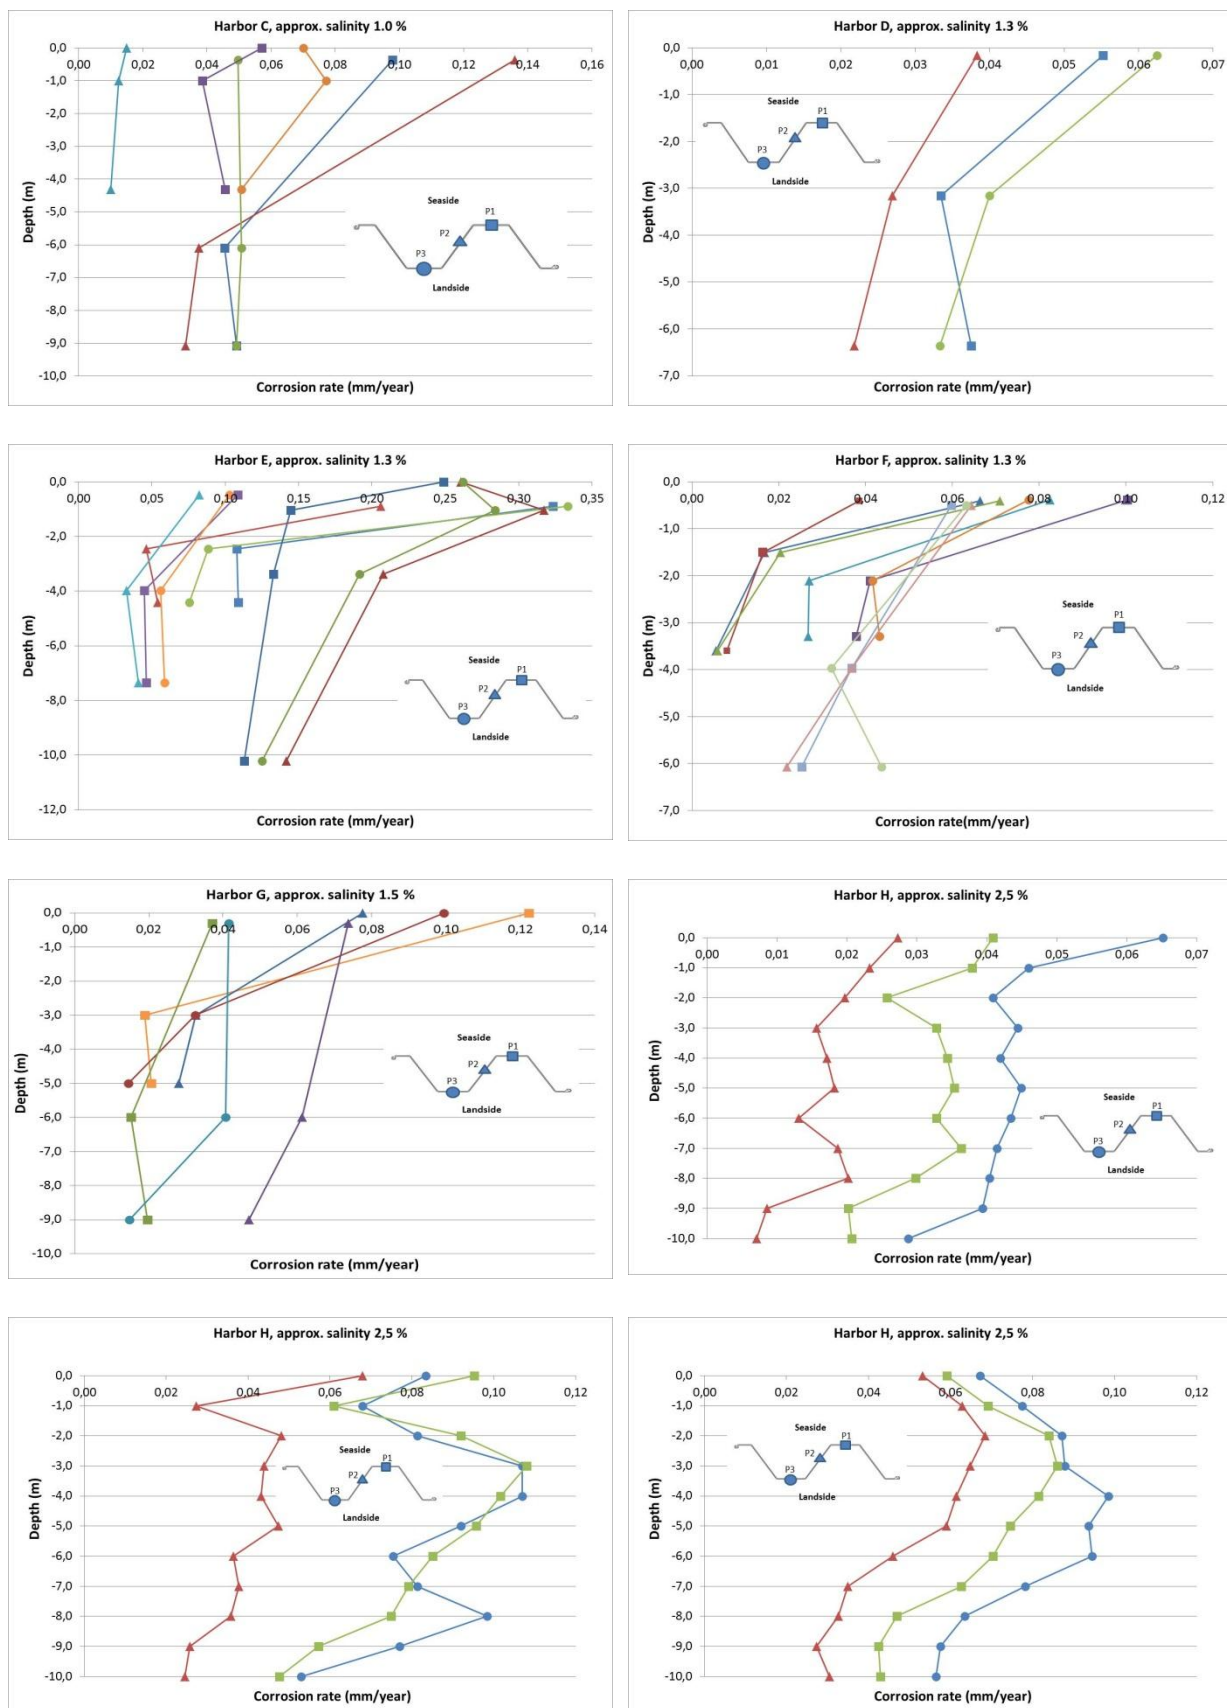 Harbor C, approx. salinity 1.0 %
0,0
0,00 0,02 0,04 0,06 0,08 0,10 0,12 0,14 0,16
-1,0
-2,0
-3,0
-4,0
-5,0
-6,0
-7,0
-8,0
-9,0
-10,0
Depth (m)
Seaside
P1
P2
P3
Landside
Corrosion rate (mm/year)
Harbor D, approx. salinity 1.3 %
0,0
0,00 0,01 0,02 0,03 0,04 0,05 0,06 0,07
-1,0
-2,0
-3,0
-4,0
-5,0
-6,0
-7,0
Depth (m)
Seaside
P1
P2
P3
Landside
Corrosion rate (mm/year)
Harbor E, approx. salinity 1.3 %
0,0
0,00 0,05 0,10 0,15 0,20 0,25 0,30 0,35
-2,0
-4,0
-6,0
-8,0
-10,0
-12,0
Depth (m)
Seaside
P1
P2
P3
Landside
Corrosion rate (mm/year)
Harbor F, approx. salinity 1.3 %
0,0
0,00 0,02 0,04 0,06 0,08 0,10 0,12
-1,0
-2,0
-3,0
-4,0
-5,0
-6,0
-7,0
Depth (m)
Seaside
P1
P2
P3
Landside
Corrosion rate(mm/year)
Harbor G, approx. salinity 1.5 %
0,0
0,00 0,02 0,04 0,06 0,08 0,10 0,12 0,14
-1,0
-2,0
-3,0
-4,0
-5,0
-6,0
-7,0
-8,0
-9,0
-10,0
Depth (m)
Seaside
P1
P2
P3
Landside
Corrosion rate (mm/year)
Harbor H, approx. salinity 2,5 %
0,0
0,00 0,01 0,02 0,03 0,04 0,05 0,06 0,07
-1,0
-2,0
-3,0
-4,0
-5,0
-6,0
-7,0
-8,0
-9,0
-10,0
Depth (m)
Seaside
P1
P2
P3
Landside
Corrosion rate (mm/year)
Harbor H, approx. salinity 2,5 %
0,0
0,00 0,02 0,04 0,06 0,08 0,10 0,12
-1,0
-2,0
-3,0
-4,0
-5,0
-6,0
-7,0
-8,0
-9,0
-10,0
Depth (m)
Seaside
P1
P2
P3
Landside
Corrosion rate (mm/year)
Harbor H, approx. salinity 2,5 %
0,0
0,00 0,02 0,04 0,06 0,08 0,10 0,12
-1,0
-2,0
-3,0
-4,0
-5,0
-6,0
-7,0
-8,0
-9,0
-10,0
Depth (m)
Seaside
P1
P2
P3
Landside
Corrosion rate (mm/year)